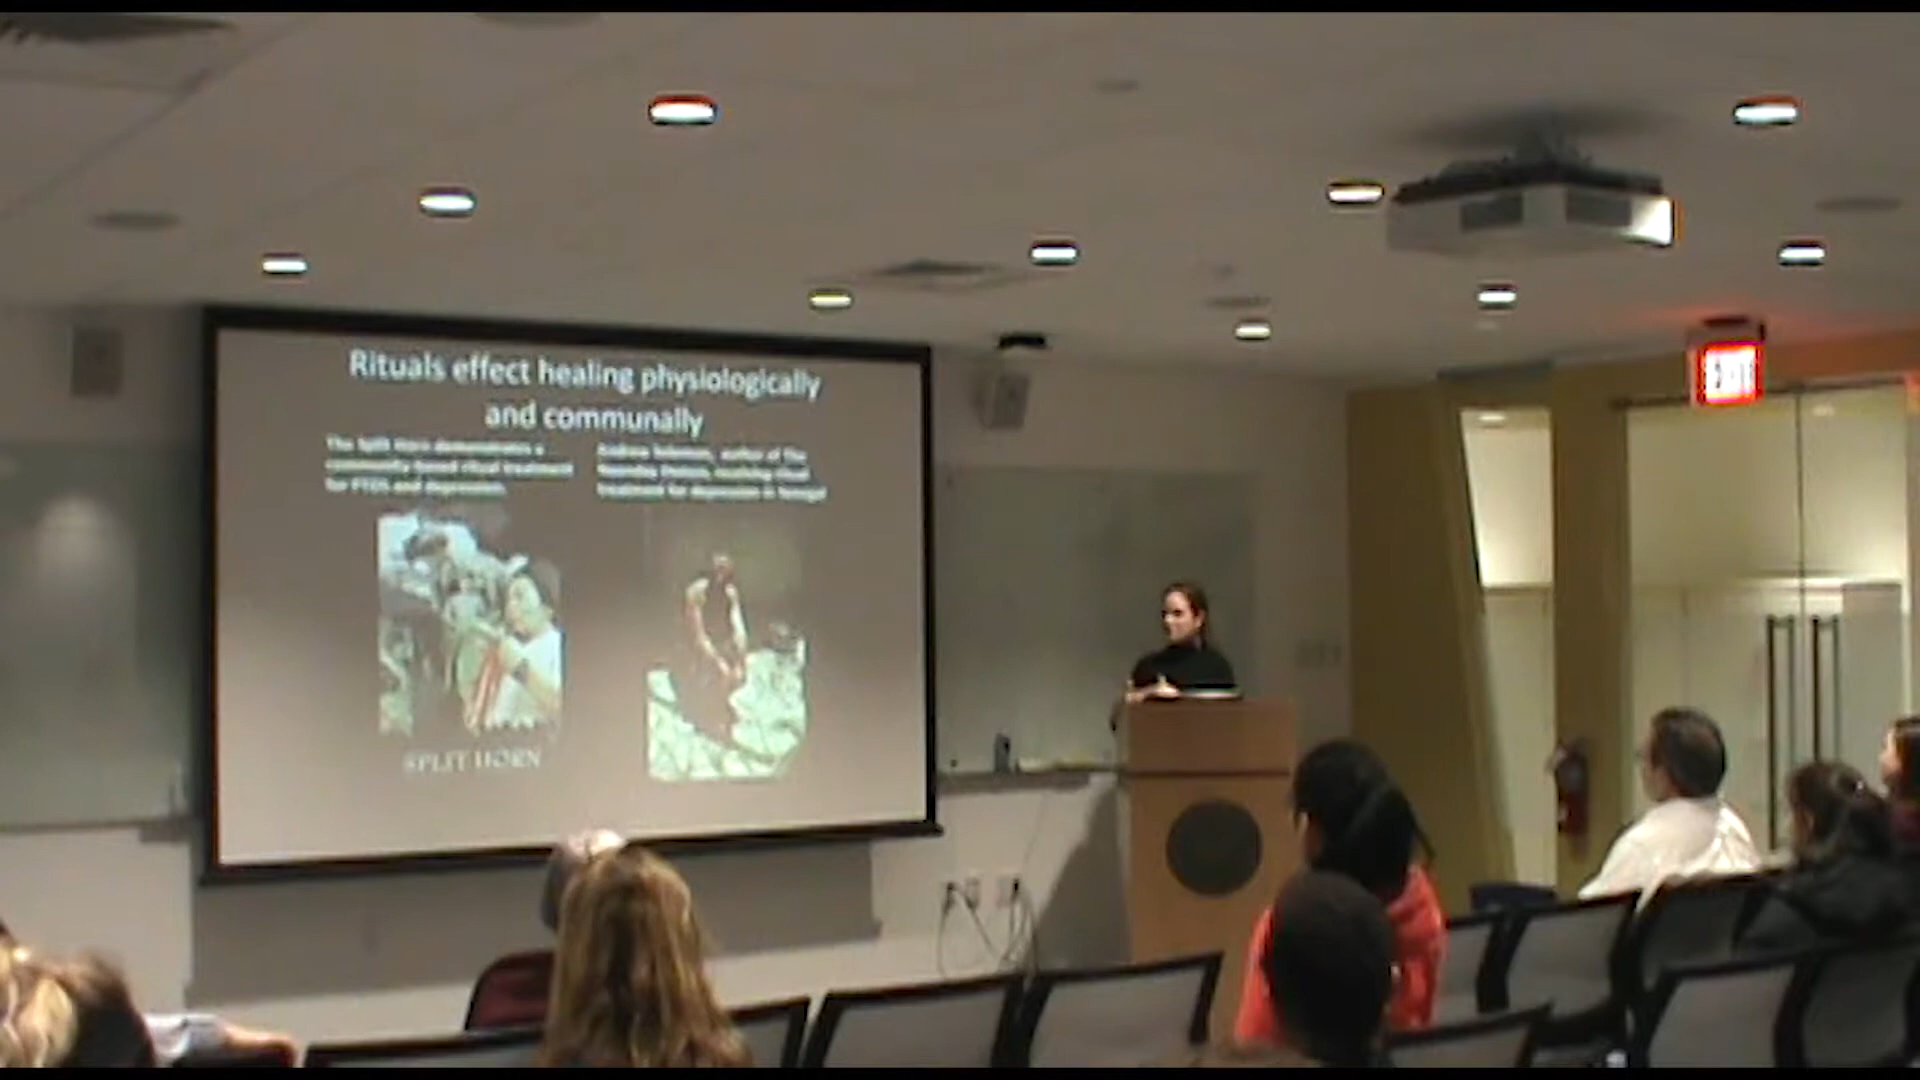 Rituals effect healing physiologically
and communally
The Split Horn demonstrates a
community-based ritual treatment
for PTDS and depression.
Andrew Solomon, author of The
Noonday Demon, receiving ritual
treatment for depression in Senegal
SPLIT HORN
EXIT